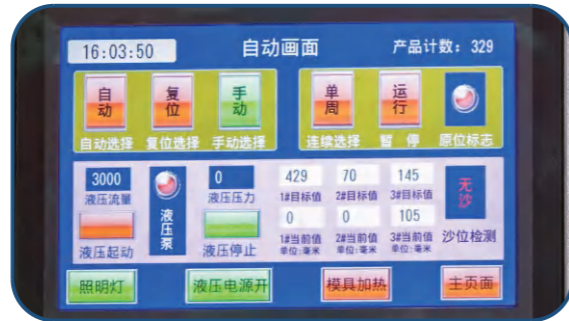 16:03:50 自动画面 产品计数：329
自动 复位 手动 单周 运行
自动选择 复位选择 手动选择 连续选择 暂停 原位标志
3000 0 429 70 145 无沙
液压流量 液压泵 液压压力 1#目标值 2#目标值 3#目标值
0 0 105
液压起动 液压停止 1#当前值 2#当前值 3#当前值 沙位检测
单位:毫米 单位:毫米 单位:毫米
照明灯 液压电源开 模具加热 主页面